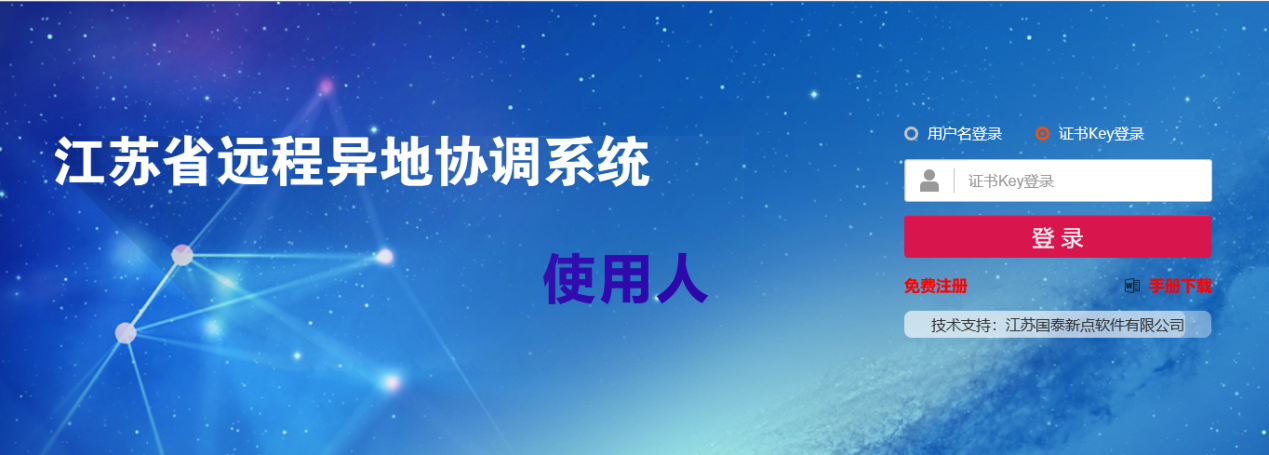 江苏省远程异地协调系统
使用人
用户名登录 证书Key登录
证书Key登录
登 录
免费注册 手册下载
技术支持：江苏国泰新点软件有限公司